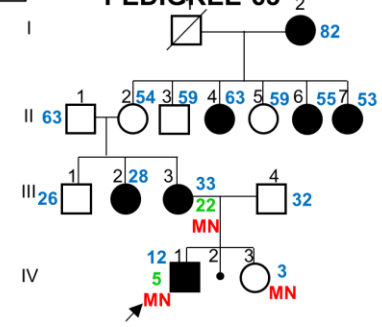 PEDIGREE 65
1 2
I 82
1 2 54 3 59 4 63 5 59 6 55 7 53
II 63
1 2 28 3 4
III 26 33 32
22
MN
12 1 2 3
IV 5 3
MN MN